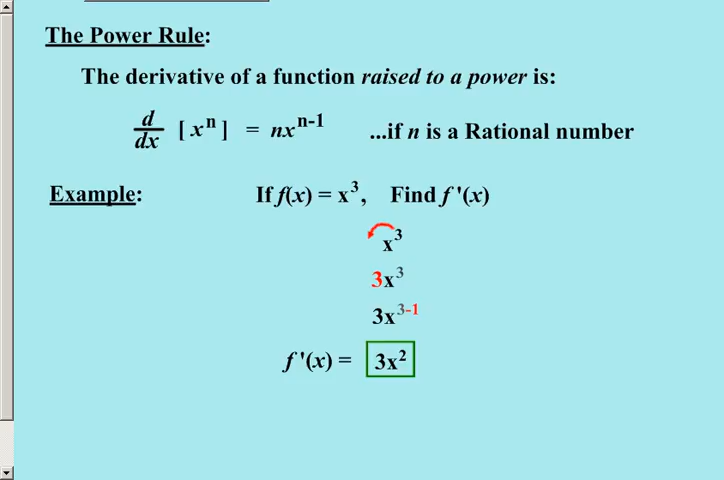 The Power Rule:
The derivative of a function raised to a power is:
d/dx [xⁿ] = nxⁿ⁻¹ ...if n is a Rational number
Example: If f(x) = x³, Find f '(x)
x³
3x³
3x³⁻¹
f '(x) = 3x²